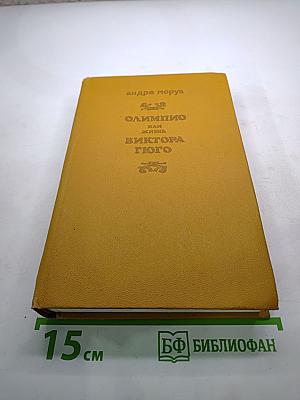 андре моруа
ОЛИМПИО
ИЛИ
ЖИЗНЬ
ВИКТОРА
ГЮГО
15 см
БФ БИБЛИОФАН